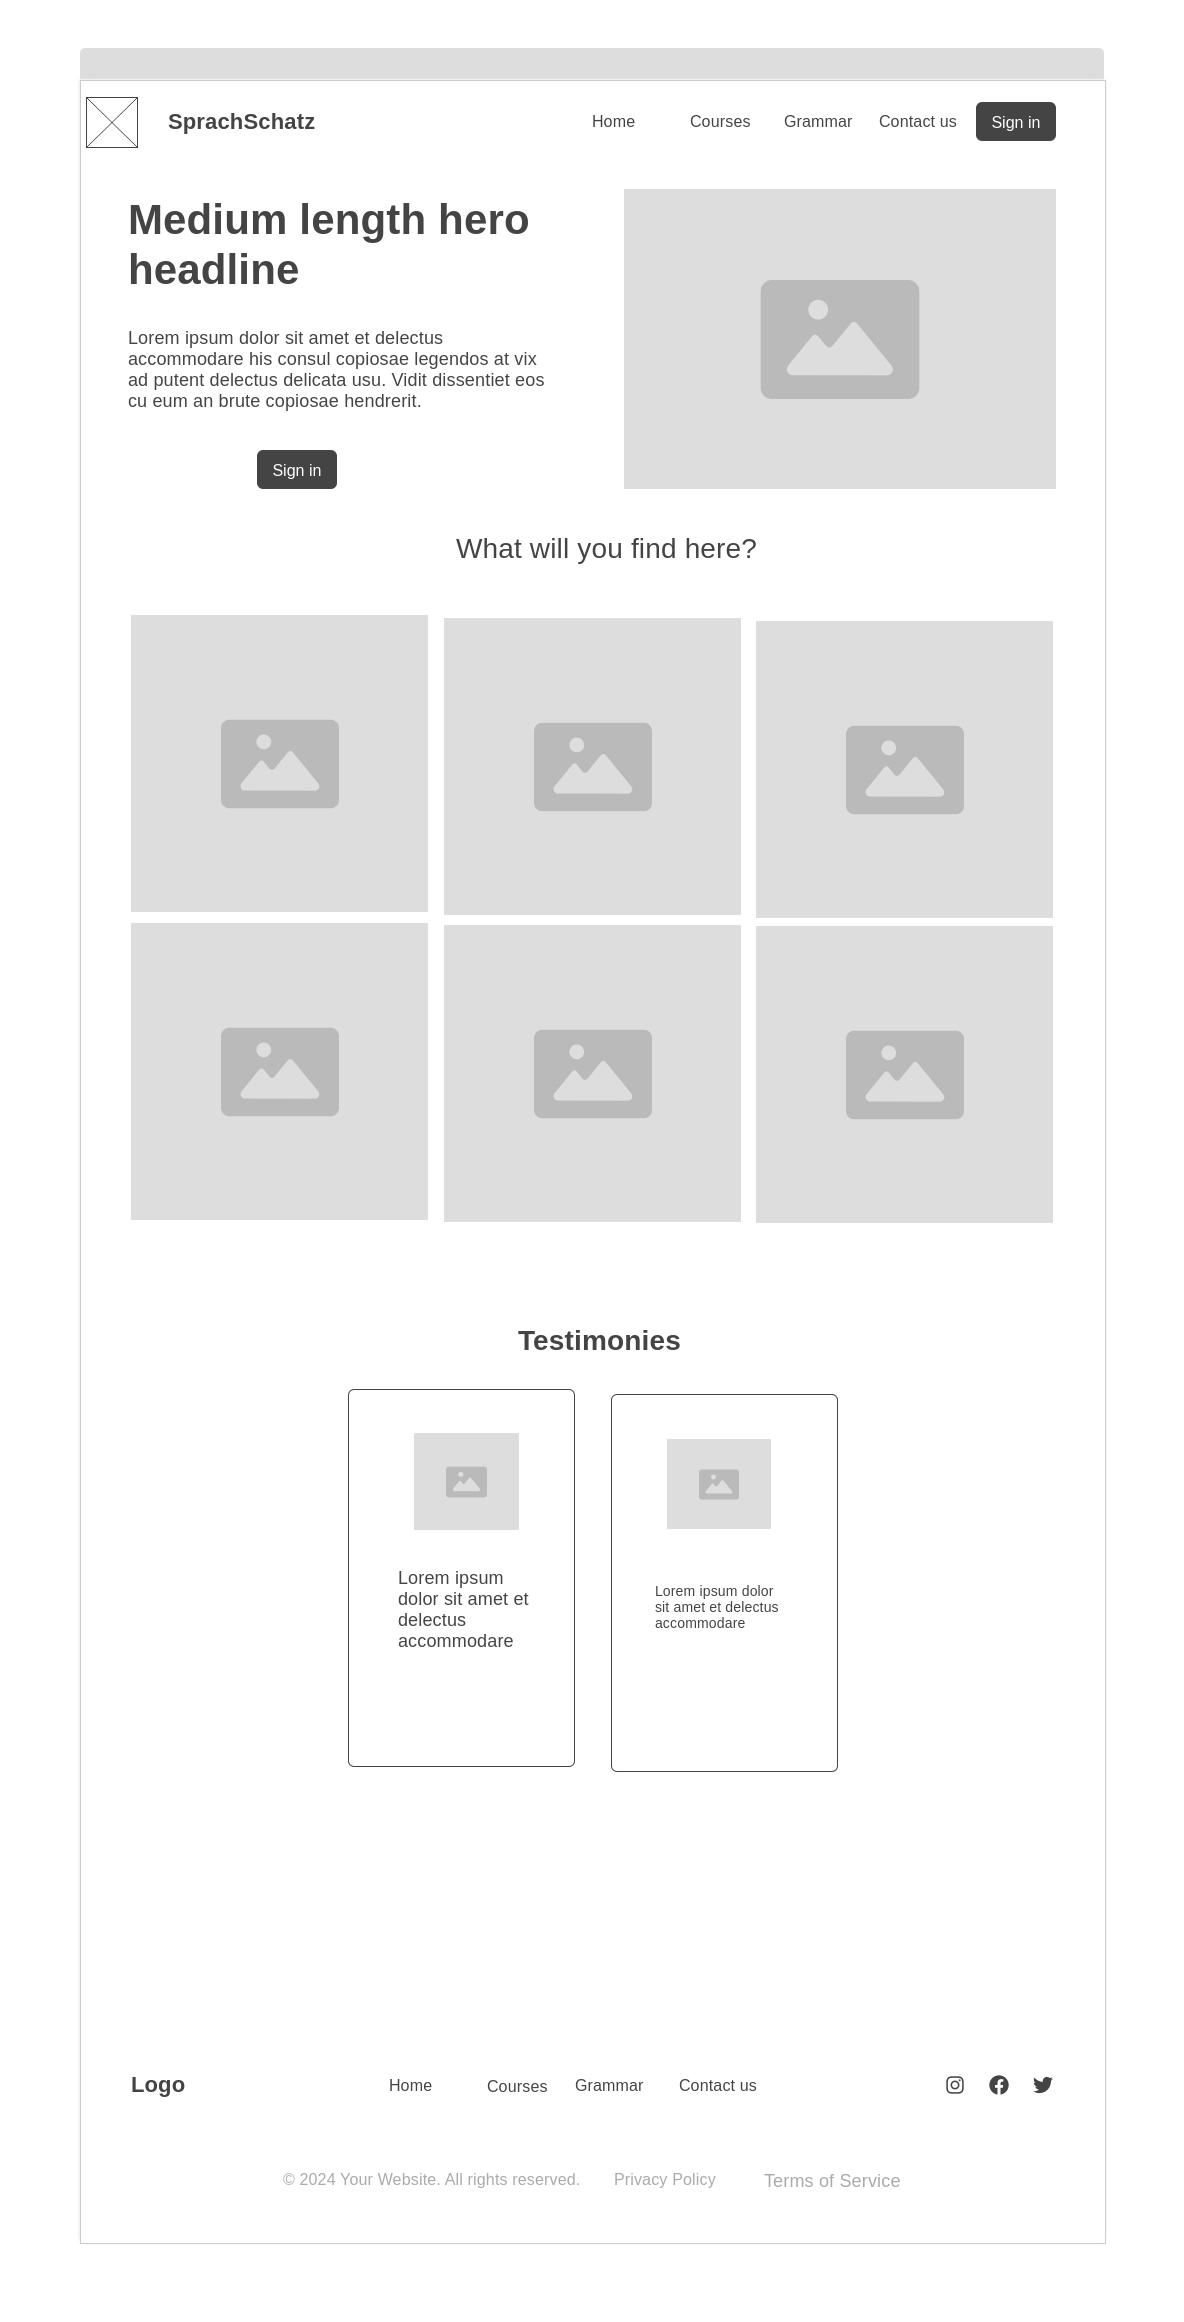 SprachSchatz
Home
Courses
Grammar
Contact us
Sign in
Medium length hero
headline
Lorem ipsum dolor sit amet et delectus
accommodare his consul copiosae legendos at vix
ad putent delectus delicata usu. Vidit dissentiet eos
cu eum an brute copiosae hendrerit.
Sign in
What will you find here?
Testimonies
Lorem ipsum
dolor sit amet et
delectus
accommodare
Lorem ipsum dolor
sit amet et delectus
accommodare
Logo
Home
Courses
Grammar
Contact us
© 2024 Your Website. All rights reserved.
Privacy Policy
Terms of Service